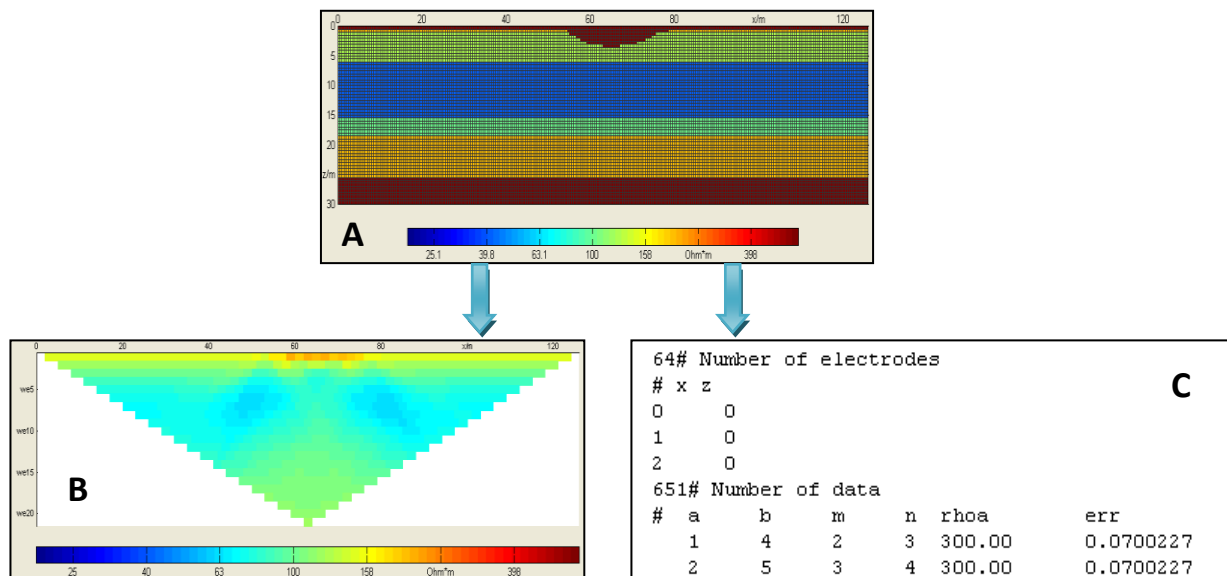 0 20 40 60 80 x/m 120
0
5
10
15
20
z/m
30
A
25.1 39.8 63.1 100 158 Ohm*m 398
0 20 40 60 80 x/m 120
we5
we10
we15
we20
B
25 40 63 100 158 Ohm*m 398
64# Number of electrodes
C
# x z
0 0
1 0
2 0
651# Number of data
# a b m n rhoa err
1 4 2 3 300.00 0.0700227
2 5 3 4 300.00 0.0700227